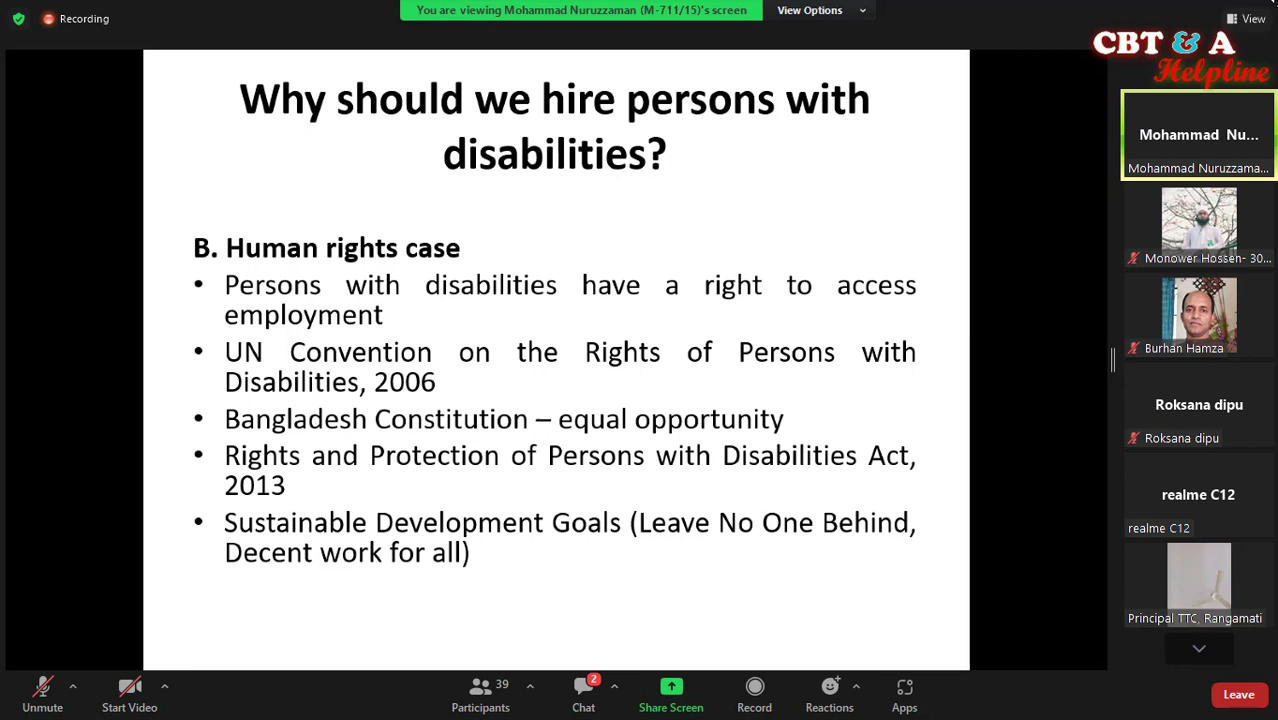 Recording
You are viewing Mohammad Nuruzzaman (M-711/15)'s screen
View Options
View
CBT & A
Helpline
Why should we hire persons with
disabilities?
B. Human rights case
• Persons with disabilities have a right to access
employment
• UN Convention on the Rights of Persons with
Disabilities, 2006
• Bangladesh Constitution – equal opportunity
• Rights and Protection of Persons with Disabilities Act,
2013
• Sustainable Development Goals (Leave No One Behind,
Decent work for all)
Mohammad Nu...
Mohammad Nuruzzama...
Monower Hossen- 30...
Burhan Hamza
Roksana dipu
Roksana dipu
realme C12
realme C12
Principal TTC, Rangamati
Unmute
Start Video
39
Participants
2
Chat
Share Screen
Record
Reactions
Apps
Leave